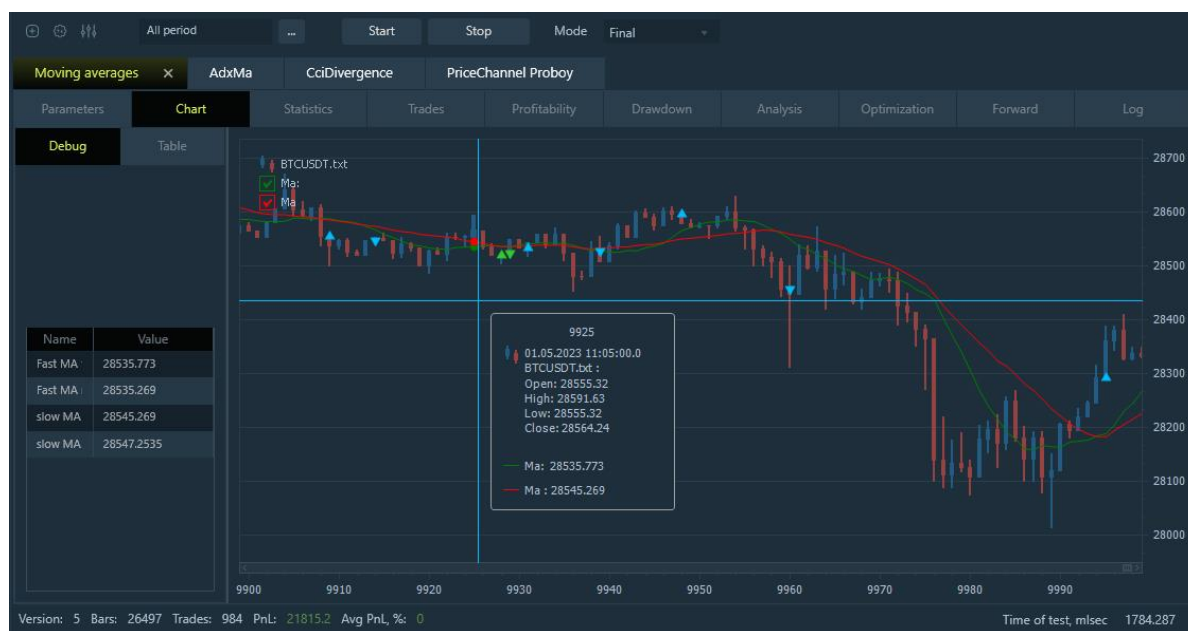 All period ... Start Stop Mode Final
Moving averages × AdxMa CciDivergence PriceChannel Proboy
Parameters Chart Statistics Trades Profitability Drawdown Analysis Optimization Forward Log
Debug Table
BTCUSDT.txt
Ma:
Ma
28700
28600
28500
28400
28300
28200
28100
28000
Name Value
Fast MA 28535.773
Fast MA 28535.269
slow MA 28545.269
slow MA 28547.2535
9925
01.05.2023 11:05:00.0
BTCUSDT.txt :
Open: 28555.32
High: 28591.63
Low: 28555.32
Close: 28564.24
Ma: 28535.773
Ma : 28545.269
9900 9910 9920 9930 9940 9950 9960 9970 9980 9990
Version: 5 Bars: 26497 Trades: 984 PnL: 21815.2 Avg PnL, %: 0 Time of test, mlsec 1784.287